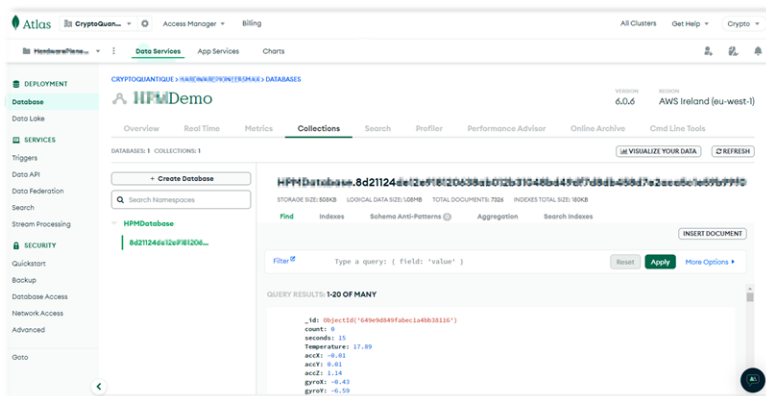 Atlas CryptoQuan... Access Manager Billing All Clusters Get Help Crypto
Data Services App Services Charts
DEPLOYMENT
Database
Data Lake
SERVICES
Triggers
Data API
Data Federation
Search
Stream Processing
SECURITY
Quickstart
Backup
Database Access
Network Access
Advanced
Goto
CRYPTOQUANTIQUE > > DATABASES
Demo
VERSION REGION
6.0.6 AWS Ireland (eu-west-1)
Overview Real Time Metrics Collections Search Profiler Performance Advisor Online Archive Cmd Line Tools
DATABASES: 1 COLLECTIONS: 1 VISUALIZE YOUR DATA REFRESH
+ Create Database
Search Namespaces
HPMDatabase
STORAGE SIZE: 508KB LOGICAL DATA SIZE: 1.08MB TOTAL DOCUMENTS: 7026 INDEXES TOTAL SIZE: 180KB
Find Indexes Schema Anti-Patterns 0 Aggregation Search Indexes
INSERT DOCUMENT
Filter Type a query: { field: 'value' } Reset Apply More Options
QUERY RESULTS: 1-20 OF MANY
_id: ObjectId('649e9d849fabec1a4bb38116')
count: 0
seconds: 15
Temperature: 17.89
accX: -0.01
accY: 0.01
accZ: 1.14
gyroX: -0.43
gyroY: -6.59